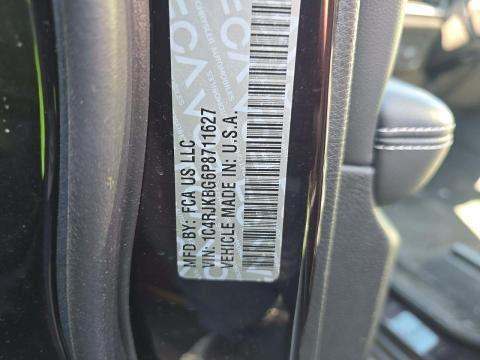 MFD BY: FCA US LLC
VIN: 1C4RJKBG6P8711627
VEHICLE MADE IN: U.S.A.